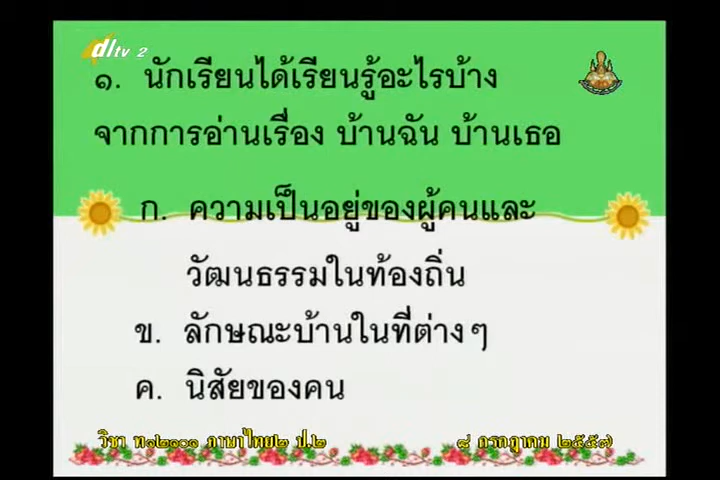 dltv 2
๑. นักเรียนได้เรียนรู้อะไรบ้าง
จากการอ่านเรื่อง บ้านฉัน บ้านเธอ
ก. ความเป็นอยู่ของผู้คนและ
วัฒนธรรมในท้องถิ่น
ข. ลักษณะบ้านในที่ต่างๆ
ค. นิสัยของคน
วิชา ท๑๒๑๐๑ ภาษาไทย๒ ป.๒ ๘ กรกฎาคม ๒๕๕๗